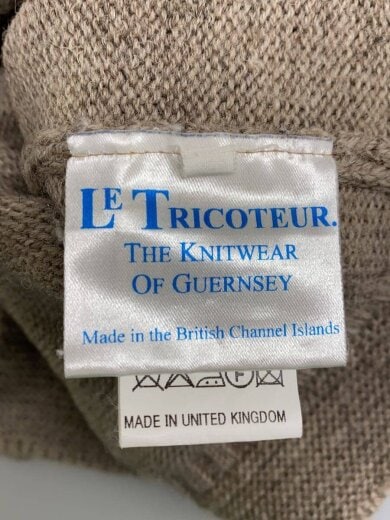 LE TRICOTEUR.
THE KNITWEAR
OF GUERNSEY
Made in the British Channel Islands
F
MADE IN UNITED KINGDOM